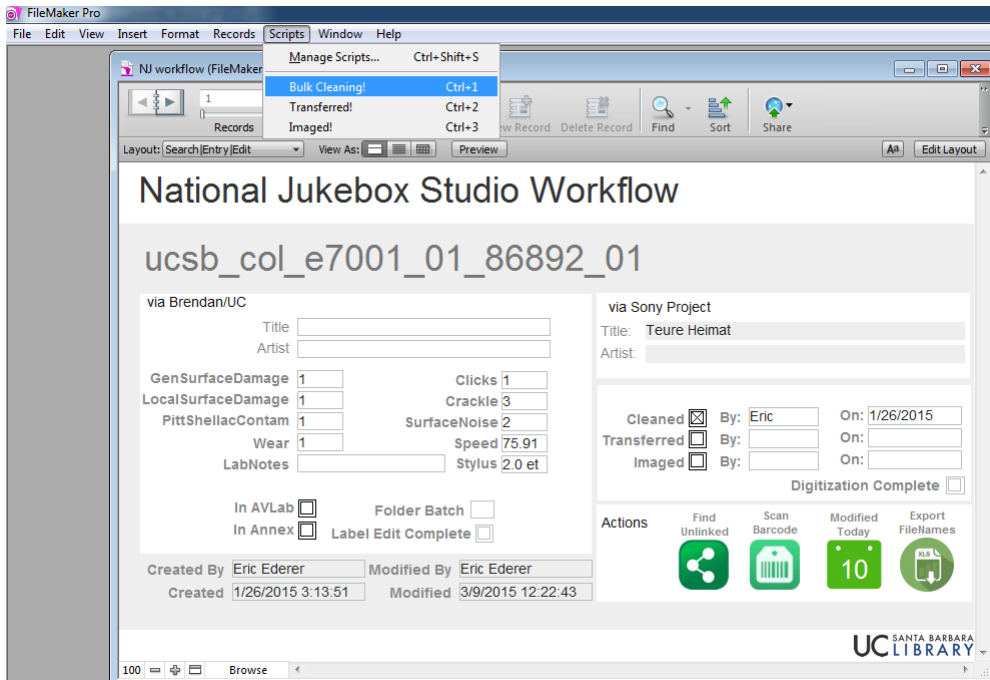 FileMaker Pro
File Edit View Insert Format Records Scripts Window Help
Manage Scripts... Ctrl+Shift+S
NJ workflow (FileMaker
Bulk Cleaning! Ctrl+1
1
Transferred! Ctrl+2
Records Imaged! Ctrl+3 w Record Delete Record Find Sort Share
Layout: Search|Entry|Edit View As: Preview Aa Edit Layout
National Jukebox Studio Workflow
ucsb_col_e7001_01_86892_01
via Brendan/UC
Title
Artist
GenSurfaceDamage 1 Clicks 1
LocalSurfaceDamage 1 Crackle 3
PittShellacContam 1 SurfaceNoise 2
Wear 1 Speed 75.91
LabNotes Stylus 2.0 et
In AVLab Folder Batch
In Annex Label Edit Complete
Created By Eric Ederer Modified By Eric Ederer
Created 1/26/2015 3:13:51 Modified 3/9/2015 12:22:43
via Sony Project
Title: Teure Heimat
Artist:
Cleaned By: Eric On: 1/26/2015
Transferred By: On:
Imaged By: On:
Digitization Complete
Actions Find Unlinked Scan Barcode Modified Today Export FileNames
10 XLS
UC SANTA BARBARA
LIBRARY
100 Browse